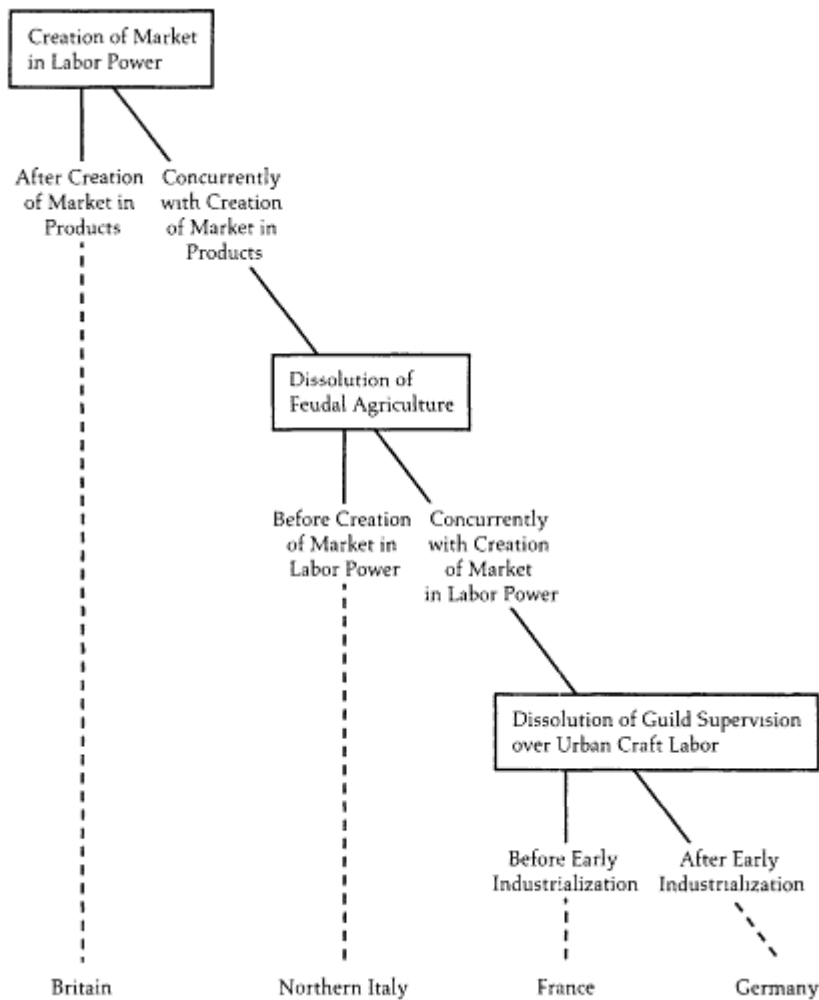 Creation of Market
in Labor Power
After Creation
of Market in
Products
Concurrently
with Creation
of Market in
Products
Dissolution of
Feudal Agriculture
Before Creation
of Market in
Labor Power
Concurrently
with Creation
of Market
in Labor Power
Dissolution of Guild Supervision
over Urban Craft Labor
Before Early
Industrialization
After Early
Industrialization
Britain
Northern Italy
France
Germany